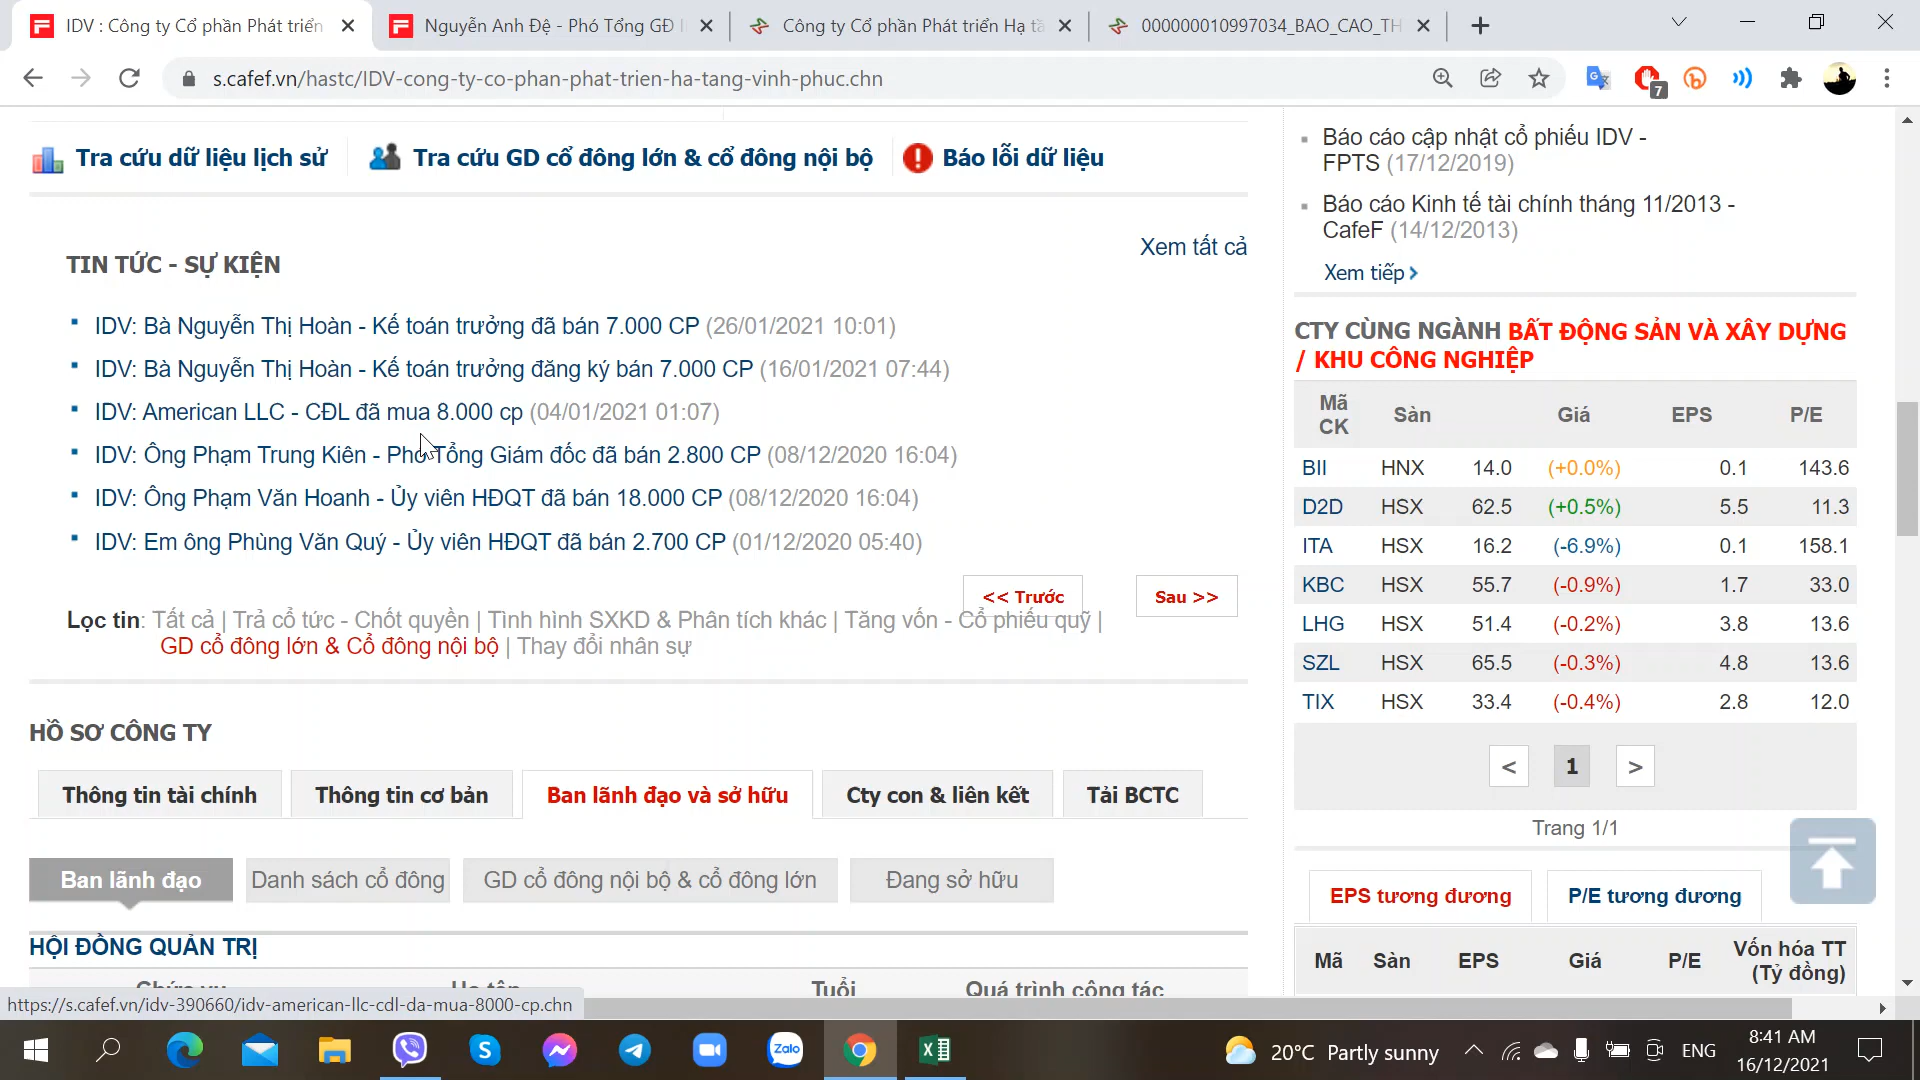 IDV : Công ty Cổ phần Phát triển
Nguyễn Anh Đệ - Phó Tổng GĐ
Công ty Cổ phần Phát triển Hạ tầ
000000010997034_BAO_CAO_TH
s.cafef.vn/hastc/IDV-cong-ty-co-phan-phat-trien-ha-tang-vinh-phuc.chn
7
Tra cứu dữ liệu lịch sử
Tra cứu GD cổ đông lớn & cổ đông nội bộ
Báo lỗi dữ liệu
TIN TỨC - SỰ KIỆN
Xem tất cả
IDV: Bà Nguyễn Thị Hoàn - Kế toán trưởng đã bán 7.000 CP (26/01/2021 10:01)
IDV: Bà Nguyễn Thị Hoàn - Kế toán trưởng đăng ký bán 7.000 CP (16/01/2021 07:44)
IDV: American LLC - CĐL đã mua 8.000 cp (04/01/2021 01:07)
IDV: Ông Phạm Trung Kiên - Phó Tổng Giám đốc đã bán 2.800 CP (08/12/2020 16:04)
IDV: Ông Phạm Văn Hoanh - Ủy viên HĐQT đã bán 18.000 CP (08/12/2020 16:04)
IDV: Em ông Phùng Văn Quý - Ủy viên HĐQT đã bán 2.700 CP (01/12/2020 05:40)
<< Trước
Sau >>
Lọc tin: Tất cả | Trả cổ tức - Chốt quyền | Tình hình SXKD & Phân tích khác | Tăng vốn - Cổ phiếu quỹ |
GD cổ đông lớn & Cổ đông nội bộ | Thay đổi nhân sự
HỒ SƠ CÔNG TY
Thông tin tài chính
Thông tin cơ bản
Ban lãnh đạo và sở hữu
Cty con & liên kết
Tải BCTC
Ban lãnh đạo
Danh sách cổ đông
GD cổ đông nội bộ & cổ đông lớn
Đang sở hữu
HỘI ĐỒNG QUẢN TRỊ
Chức vụ Họ tên Tuổi Quá trình công tác
https://s.cafef.vn/idv-390660/idv-american-llc-cdl-da-mua-8000-cp.chn
Báo cáo cập nhật cổ phiếu IDV -
FPTS (17/12/2019)
Báo cáo Kinh tế tài chính tháng 11/2013 -
CafeF (14/12/2013)
Xem tiếp
CTY CÙNG NGÀNH BẤT ĐỘNG SẢN VÀ XÂY DỰNG
/ KHU CÔNG NGHIỆP
Mã CK Sàn Giá EPS P/E
BII HNX 14.0 (+0.0%) 0.1 143.6
D2D HSX 62.5 (+0.5%) 5.5 11.3
ITA HSX 16.2 (-6.9%) 0.1 158.1
KBC HSX 55.7 (-0.9%) 1.7 33.0
LHG HSX 51.4 (-0.2%) 3.8 13.6
SZL HSX 65.5 (-0.3%) 4.8 13.6
TIX HSX 33.4 (-0.4%) 2.8 12.0
< 1 >
Trang 1/1
EPS tương đương
P/E tương đương
Mã Sàn EPS Giá P/E Vốn hóa TT
(Tỷ đồng)
Zalo
20°C Partly sunny
ENG
8:41 AM
16/12/2021